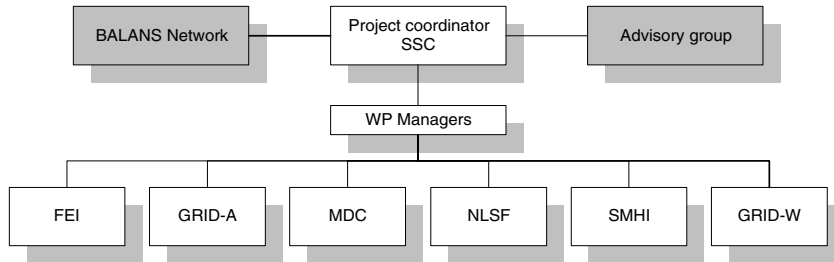 BALANS Network
Project coordinator
SSC
Advisory group
WP Managers
FEI
GRID-A
MDC
NLSF
SMHI
GRID-W